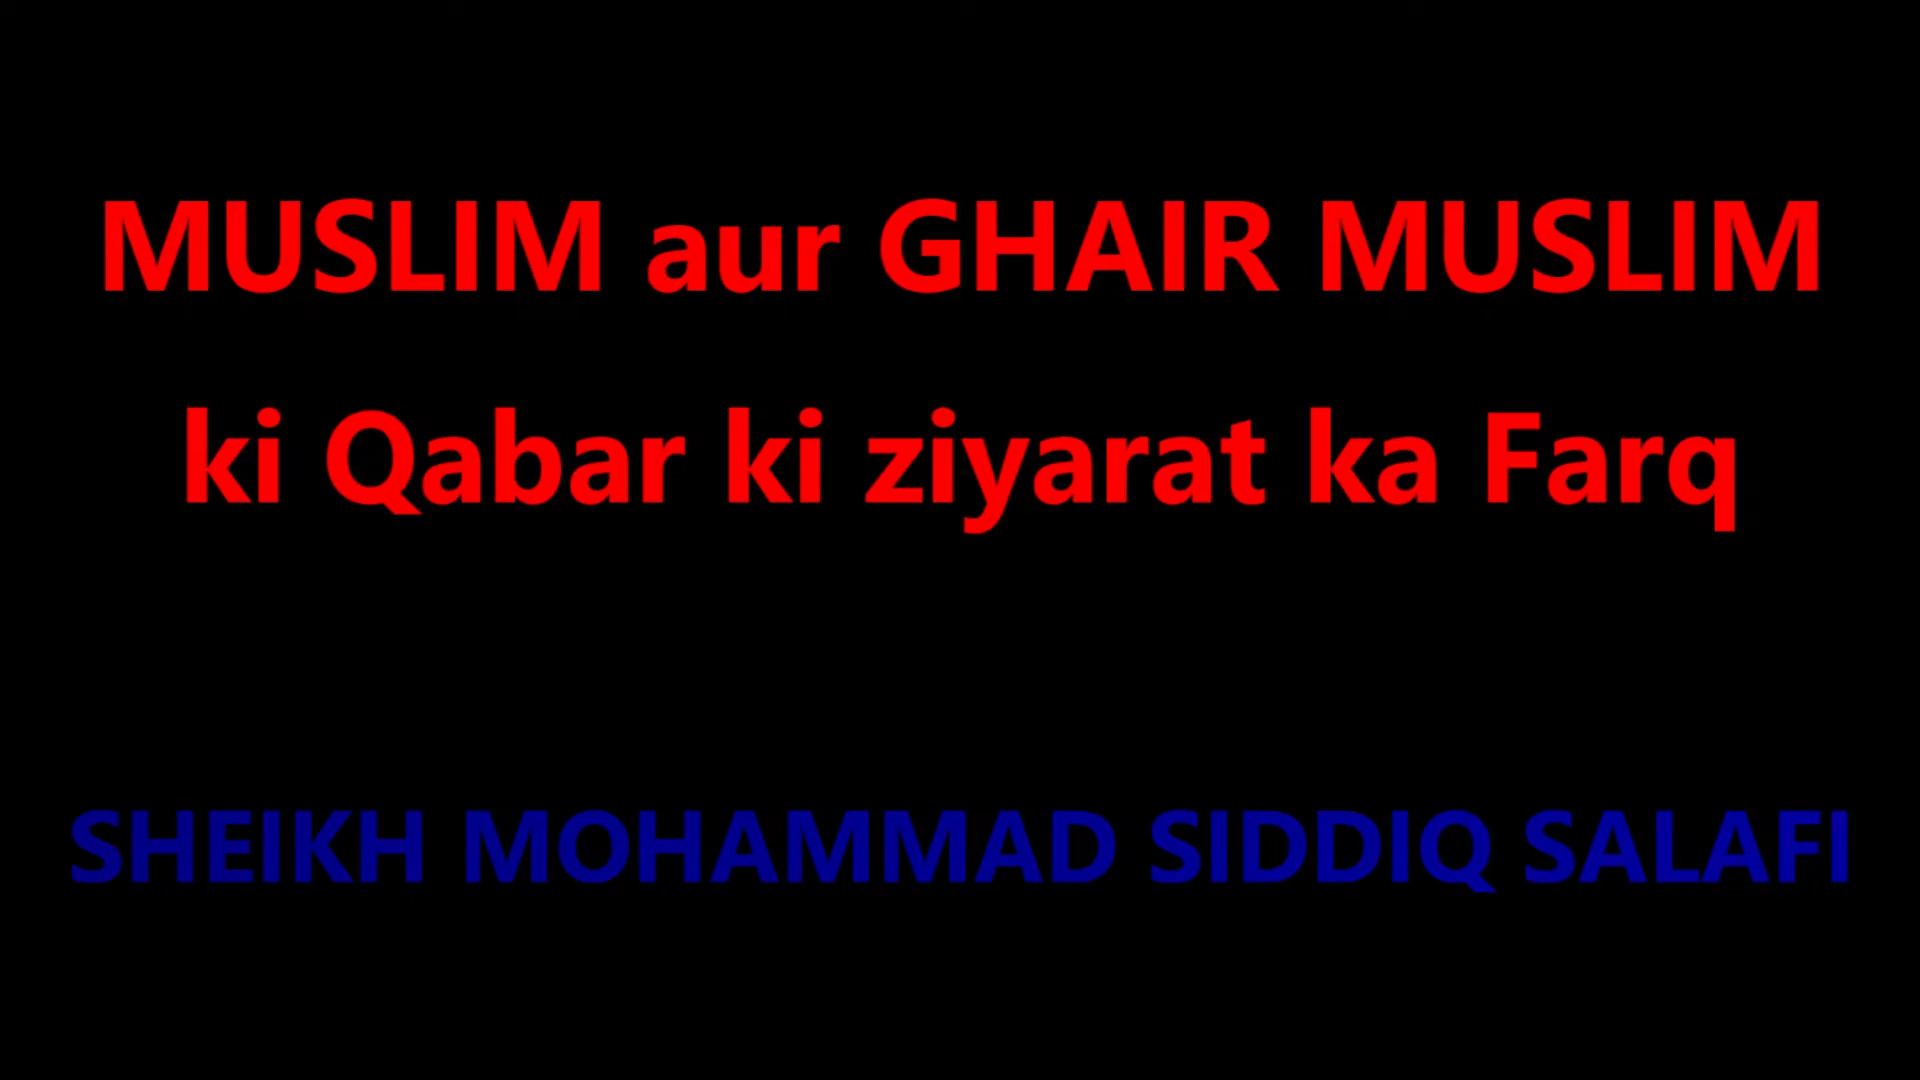 MUSLIM aur GHAIR MUSLIM
ki Qabar ki ziyarat ka Farq
SHEIKH MOHAMMAD SIDDIQ SALAFI